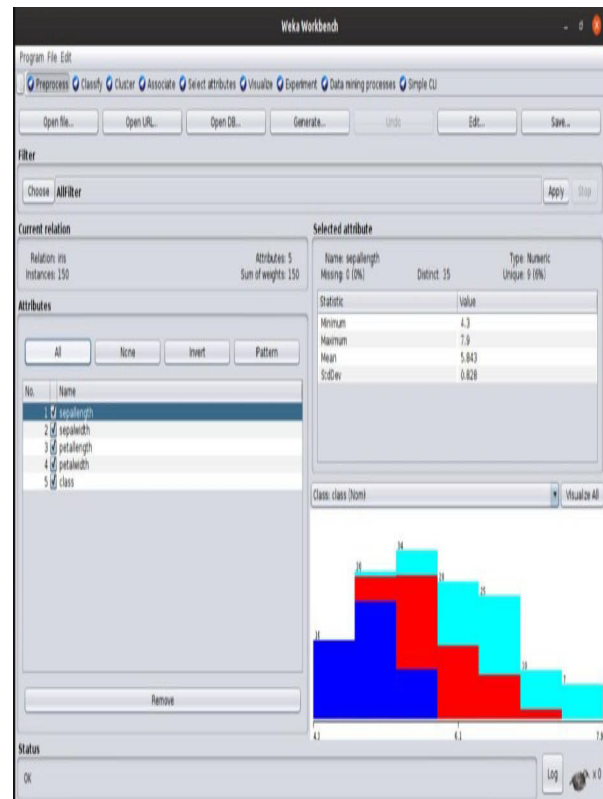 Weka Workbench
Program File Edit
Preprocess Classify Cluster Associate Select attributes Visualize Experiment Data mining processes Simple CLI
Open file... Open URL... Open DB... Generate... Undo Edit... Save...
Filter
Choose AllFilter Apply Stop
Current relation
Relation: iris Attributes: 5
Instances: 150 Sum of weights: 150
Attributes
All None Invert Pattern
No. Name
1 sepallength
2 sepalwidth
3 petallength
4 petalwidth
5 class
Remove
Selected attribute
Name: sepallength Type: Numeric
Missing: 0 (0%) Distinct: 35 Unique: 9 (6%)
Statistic Value
Minimum 4.3
Maximum 7.9
Mean 5.843
StdDev 0.828
Class: class (Nom) Visualize All
34
28
25
10
7
4.3 6.1 7.9
Status
OK Log x 0